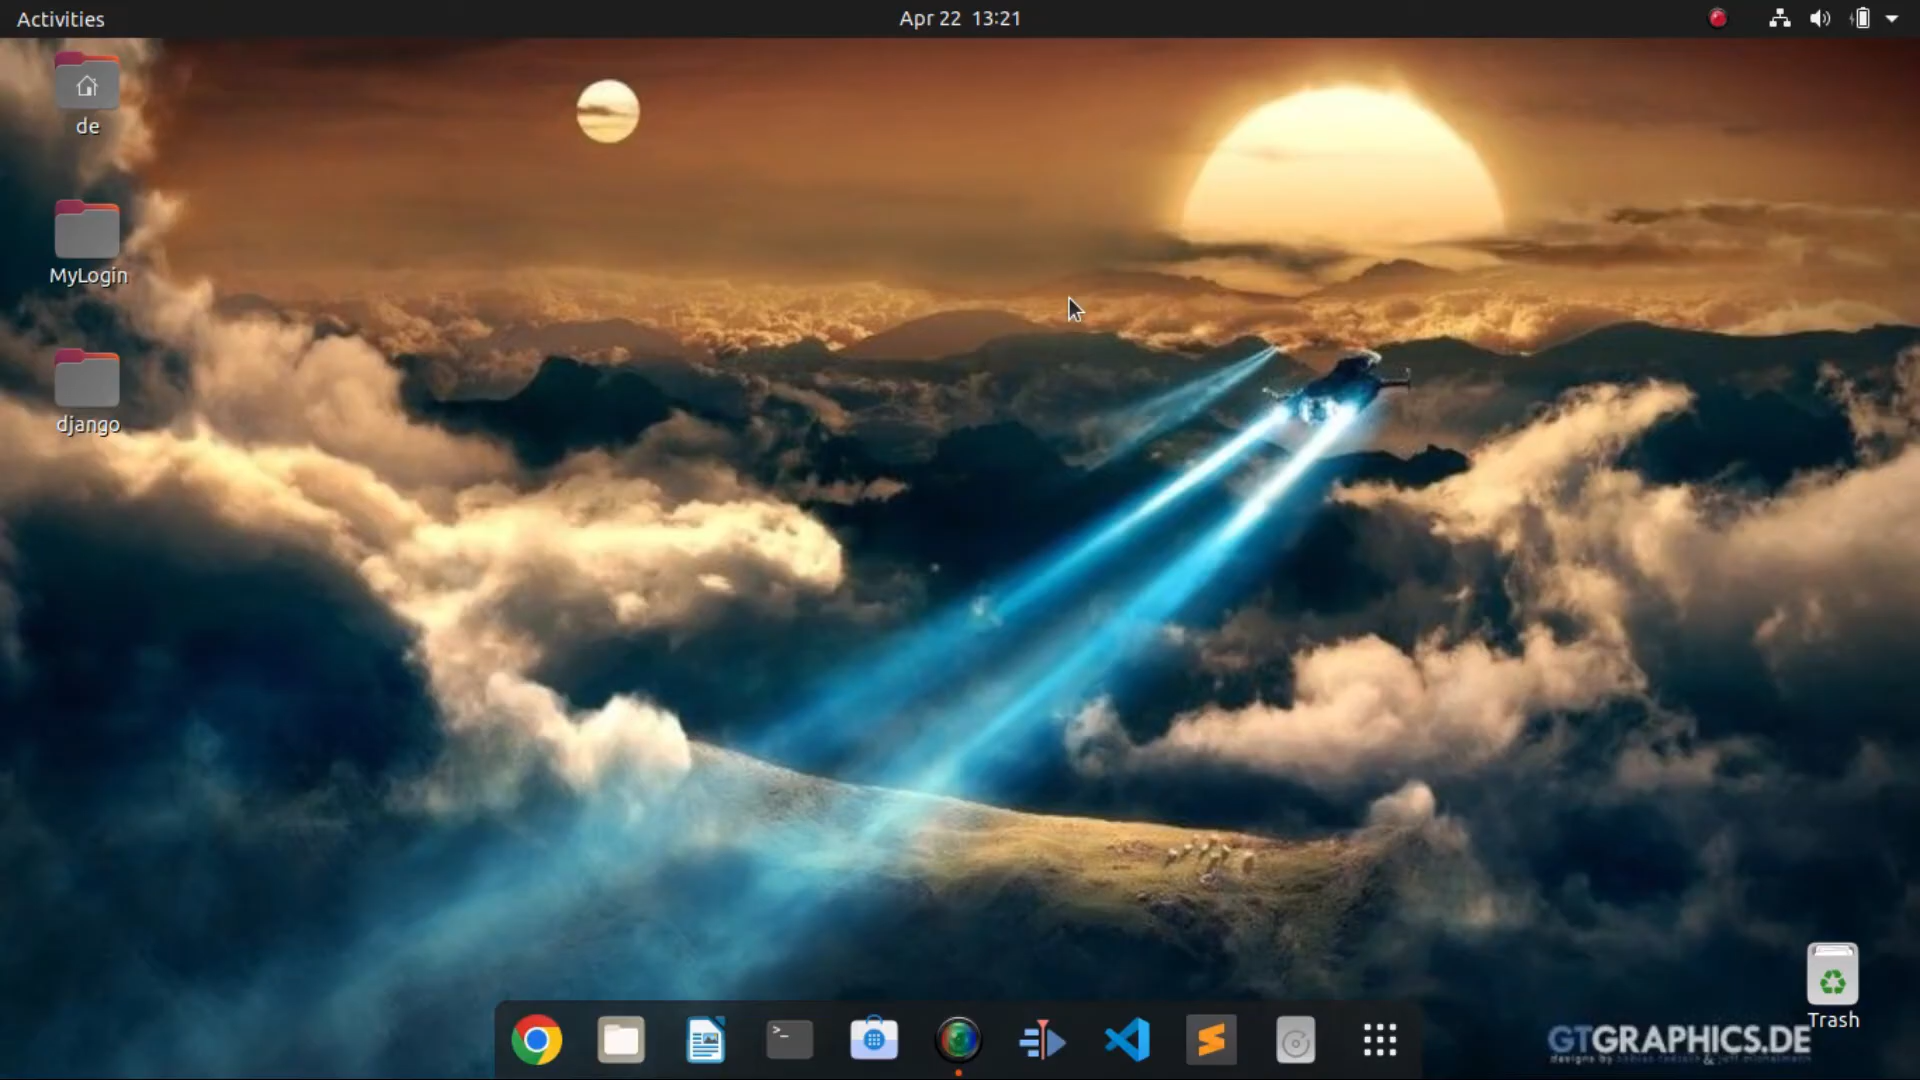 Activities
Apr 22 13:21
de
MyLogin
django
Trash
GTGRAPHICS.DE